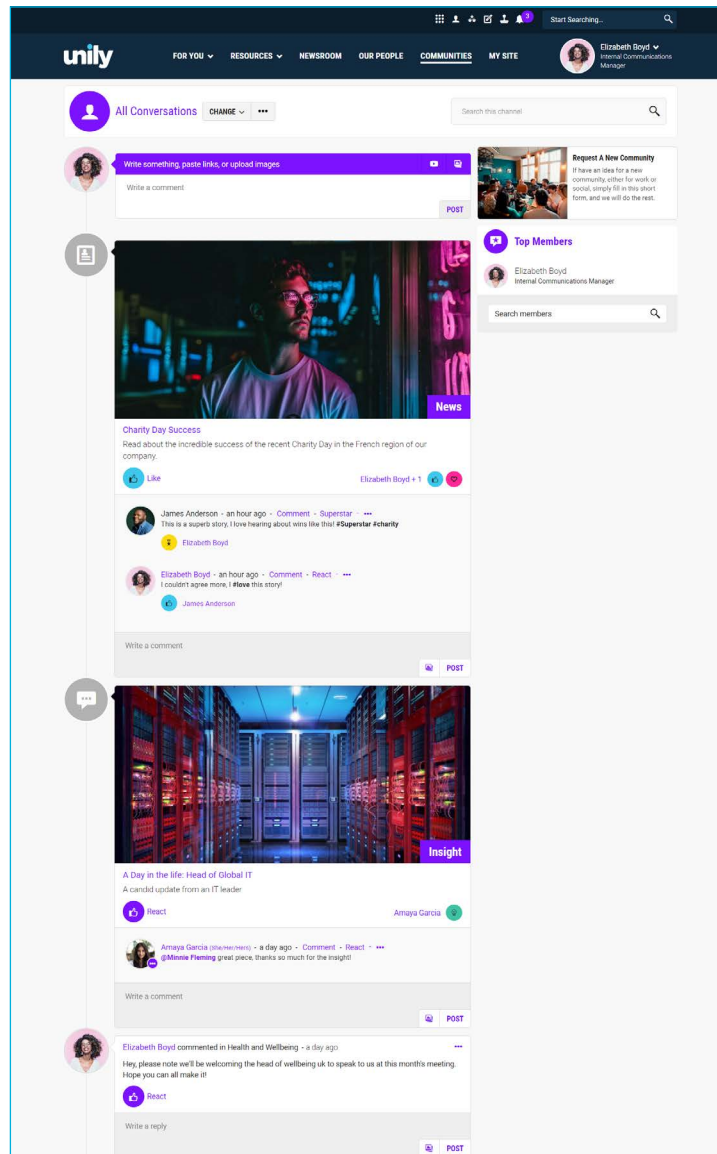 3
Start Searching...
unily
FOR YOU
RESOURCES
NEWSROOM
OUR PEOPLE
COMMUNITIES
MY SITE
Elizabeth Boyd
Internal Communications
Manager
All Conversations
CHANGE
•••
Search this channel
Write something, paste links, or upload images
Write a comment
POST
Request A New Community
If have an idea for a new
community, either for work or
social, simply fill in this short
form, and we will do the rest.
Top Members
Elizabeth Boyd
Internal Communications Manager
Search members
News
Charity Day Success
Read about the incredible success of the recent Charity Day in the French region of our
company.
Like
Elizabeth Boyd + 1
James Anderson - an hour ago - Comment - Superstar - •••
This is a superb story, I love hearing about wins like this! #Superstar #charity
Elizabeth Boyd
Elizabeth Boyd - an hour ago - Comment - React - •••
I couldn't agree more, I #love this story!
James Anderson
Write a comment
POST
Insight
A Day in the life: Head of Global IT
A candid update from an IT leader
React
Amaya Garcia
Amaya Garcia (She/Her/Hers) - a day ago - Comment - React - •••
@Minnie Fleming great piece, thanks so much for the insight!
Write a comment
POST
Elizabeth Boyd commented in Health and Wellbeing - a day ago
•••
Hey, please note we'll be welcoming the head of wellbeing uk to speak to us at this month's meeting.
Hope you can all make it!
React
Write a reply
POST